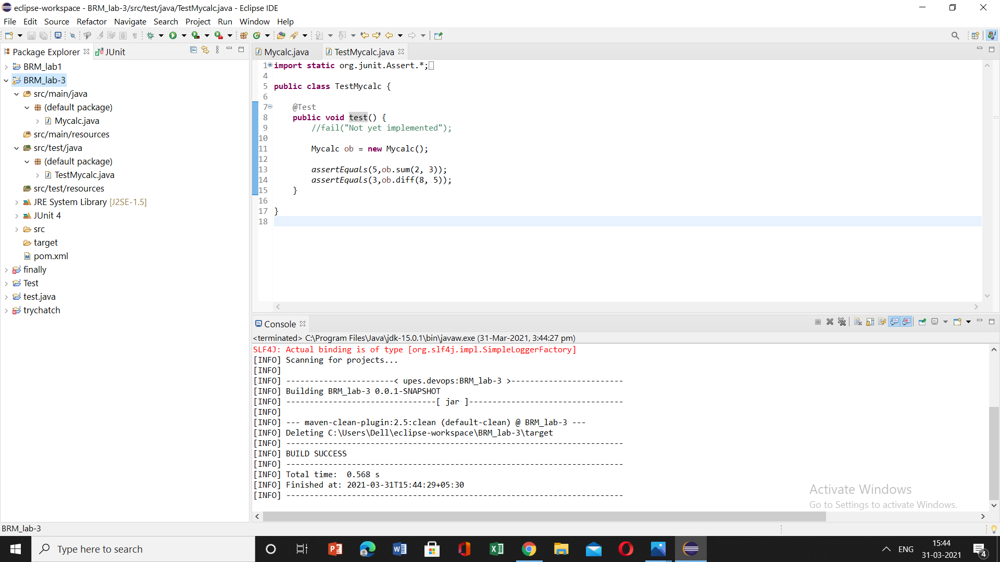 eclipse-workspace - BRM_lab-3/src/test/java/TestMycalc.java - Eclipse IDE
File Edit Source Refactor Navigate Search Project Run Window Help
Package Explorer
JUnit
BRM_lab1
BRM_lab-3
src/main/java
(default package)
Mycalc.java
src/main/resources
src/test/java
(default package)
TestMycalc.java
src/test/resources
JRE System Library [J2SE-1.5]
JUnit 4
src
target
pom.xml
finally
Test
test.java
trychatch
Mycalc.java
TestMycalc.java
1 import static org.junit.Assert.*;
4
5 public class TestMycalc {
6
7 @Test
8 public void test() {
9 //fail("Not yet implemented");
10
11 Mycalc ob = new Mycalc();
12
13 assertEquals(5,ob.sum(2, 3));
14 assertEquals(3,ob.diff(8, 5));
15 }
16
17 }
18
Console
<terminated> C:\Program Files\Java\jdk-15.0.1\bin\javaw.exe (31-Mar-2021, 3:44:27 pm)
SLF4J: Actual binding is of type [org.slf4j.impl.SimpleLoggerFactory]
[INFO] Scanning for projects...
[INFO]
[INFO] -----------------------< upes.devops:BRM_lab-3 >------------------------
[INFO] Building BRM_lab-3 0.0.1-SNAPSHOT
[INFO] --------------------------------[ jar ]---------------------------------
[INFO]
[INFO] --- maven-clean-plugin:2.5:clean (default-clean) @ BRM_lab-3 ---
[INFO] Deleting C:\Users\Dell\eclipse-workspace\BRM_lab-3\target
[INFO] ------------------------------------------------------------------------
[INFO] BUILD SUCCESS
[INFO] ------------------------------------------------------------------------
[INFO] Total time:  0.568 s
[INFO] Finished at: 2021-03-31T15:44:29+05:30
[INFO] ------------------------------------------------------------------------
Activate Windows
Go to Settings to activate Windows.
BRM_lab-3
Type here to search
ENG
15:44
31-03-2021
4